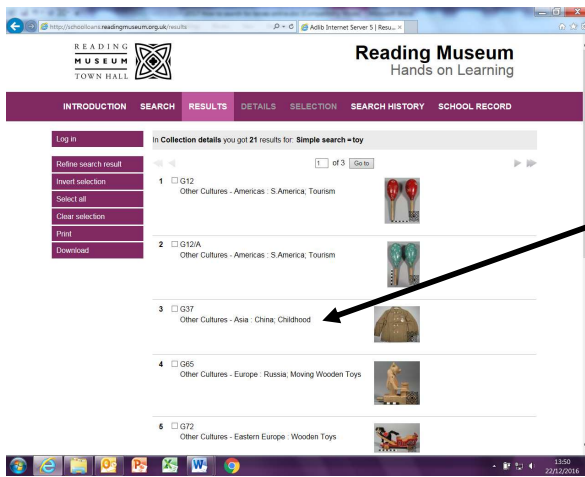 http://schoolloans.readingmuseum.org.uk/results
Adlib Internet Server 5 | Resu...
READING
MUSEUM
TOWN HALL
Reading Museum
Hands on Learning
INTRODUCTION SEARCH RESULTS DETAILS SELECTION SEARCH HISTORY SCHOOL RECORD
Log in
Refine search result
Invert selection
Select all
Clear selection
Print
Download
In Collection details you got 21 results for: Simple search = toy
1 of 3 Go to
1 G12
Other Cultures - Americas : S.America; Tourism
2 G12/A
Other Cultures - Americas : S.America; Tourism
3 G37
Other Cultures - Asia : China; Childhood
4 G65
Other Cultures - Europe : Russia; Moving Wooden Toys
5 G72
Other Cultures - Eastern Europe : Wooden Toys
13:50
22/12/2016